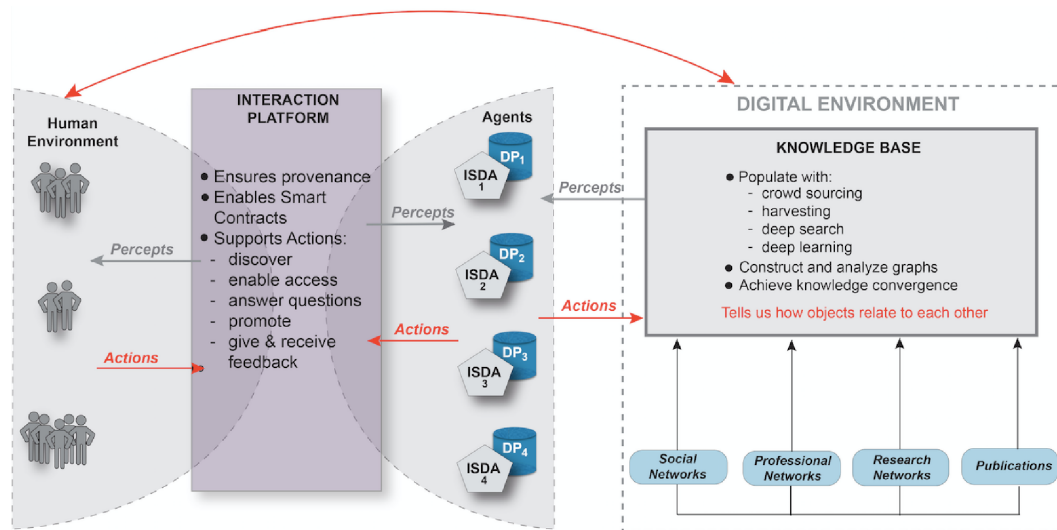 Human
Environment
Percepts
Actions
INTERACTION
PLATFORM
● Ensures provenance
● Enables Smart
Contracts
● Supports Actions:
- discover
- enable access
- answer questions
- promote
- give & receive
feedback
Percepts
Actions
Agents
DP1
ISDA
1
DP2
ISDA
2
DP3
ISDA
3
DP4
ISDA
4
Percepts
Actions
DIGITAL ENVIRONMENT
KNOWLEDGE BASE
● Populate with:
- crowd sourcing
- harvesting
- deep search
- deep learning
● Construct and analyze graphs
● Achieve knowledge convergence
Tells us how objects relate to each other
Social
Networks
Professional
Networks
Research
Networks
Publications